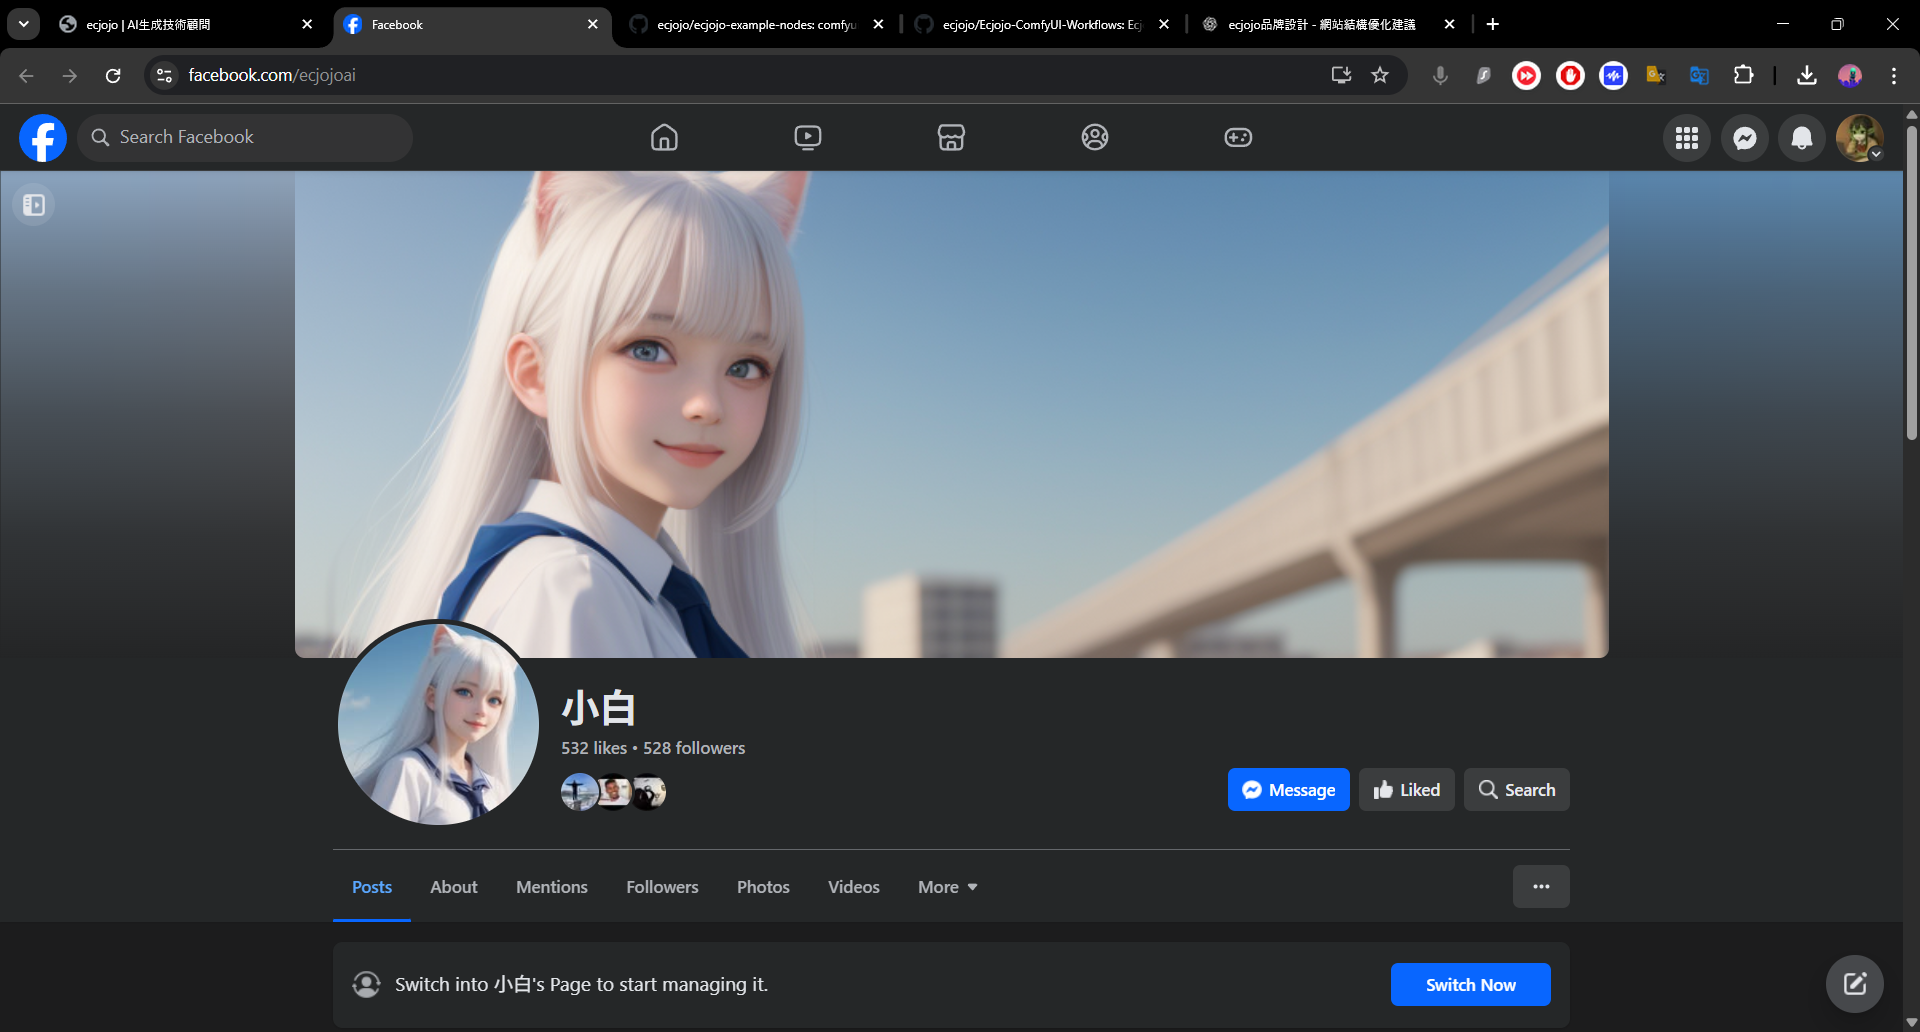 ecjojo | AI生成技術顧問
Facebook
ecjojo/ecjojo-example-nodes: comfyu
ecjojo/Ecjojo-ComfyUI-Workflows: Ecj
ecjojo品牌設計 - 網站結構優化建議
facebook.com/ecjojoai
Search Facebook
小白
532 likes • 528 followers
Message
Liked
Search
Posts
About
Mentions
Followers
Photos
Videos
More
Switch into 小白's Page to start managing it.
Switch Now